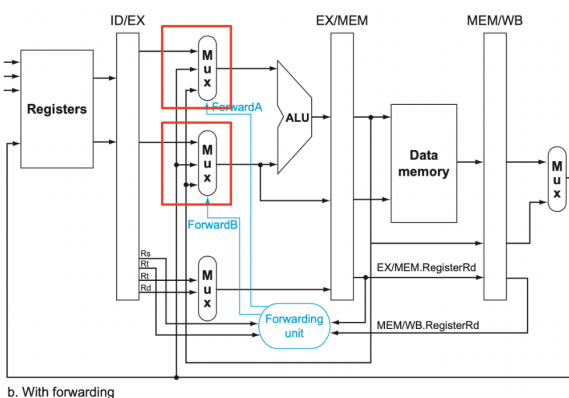 ID/EX
EX/MEM
MEM/WB
Mux
Registers
ForwardA
ALU
Mux
Data
memory
Mux
ForwardB
Rs
Rt
Rt
Rd
Mux
EX/MEM.RegisterRd
Forwarding
unit
MEM/WB.RegisterRd
b. With forwarding